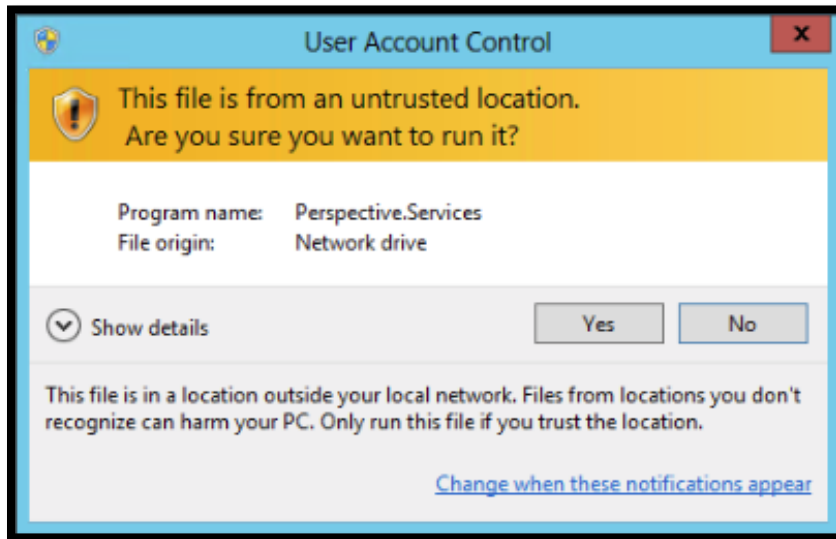 User Account Control
x
This file is from an untrusted location.
Are you sure you want to run it?
Program name: Perspective.Services
File origin: Network drive
Show details Yes No
This file is in a location outside your local network. Files from locations you don't
recognize can harm your PC. Only run this file if you trust the location.
Change when these notifications appear